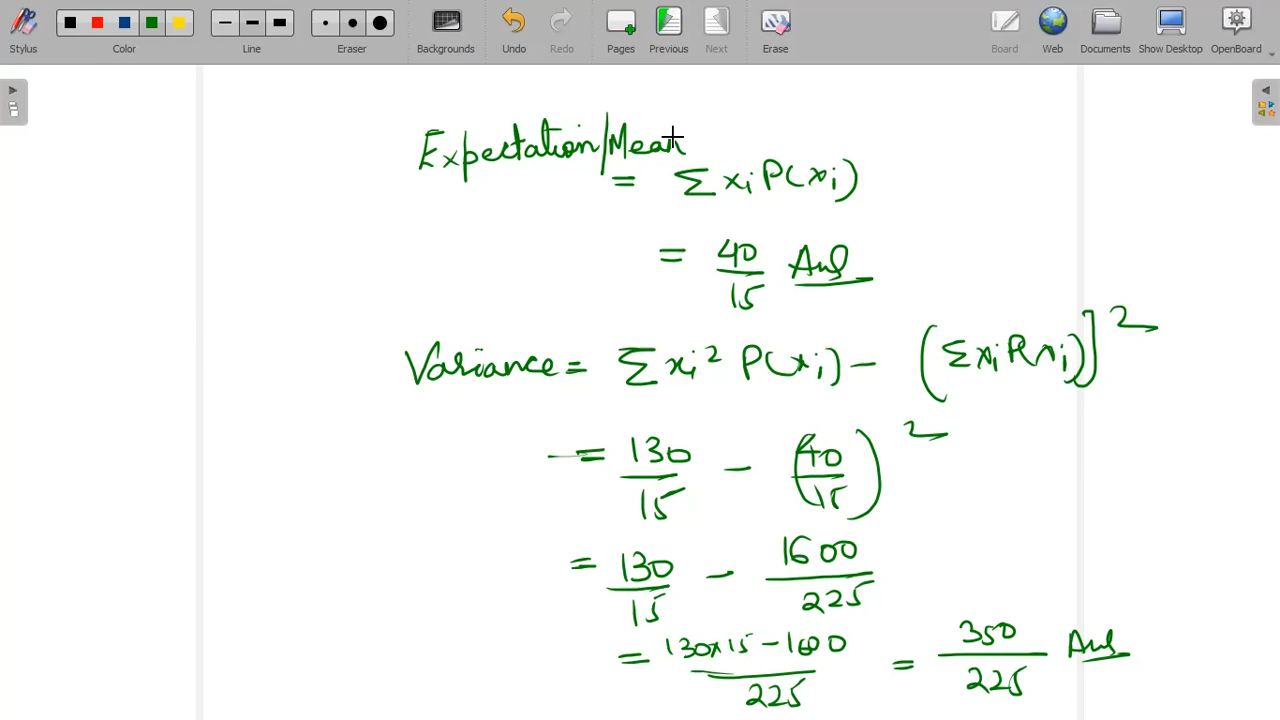 Stylus Color Line Eraser Backgrounds Undo Redo Pages Previous Next Erase Board Web Documents Show Desktop OpenBoard
Expectation/Mean
= Σ xi P(xi)
= 40/15 Ans
Variance = Σ xi² P(xi) - (Σ xi P(xi)]²
= 130/15 - (40/15)²
= 130/15 - 1600/225
= 130x15 - 1600/225 = 350/225 Ans